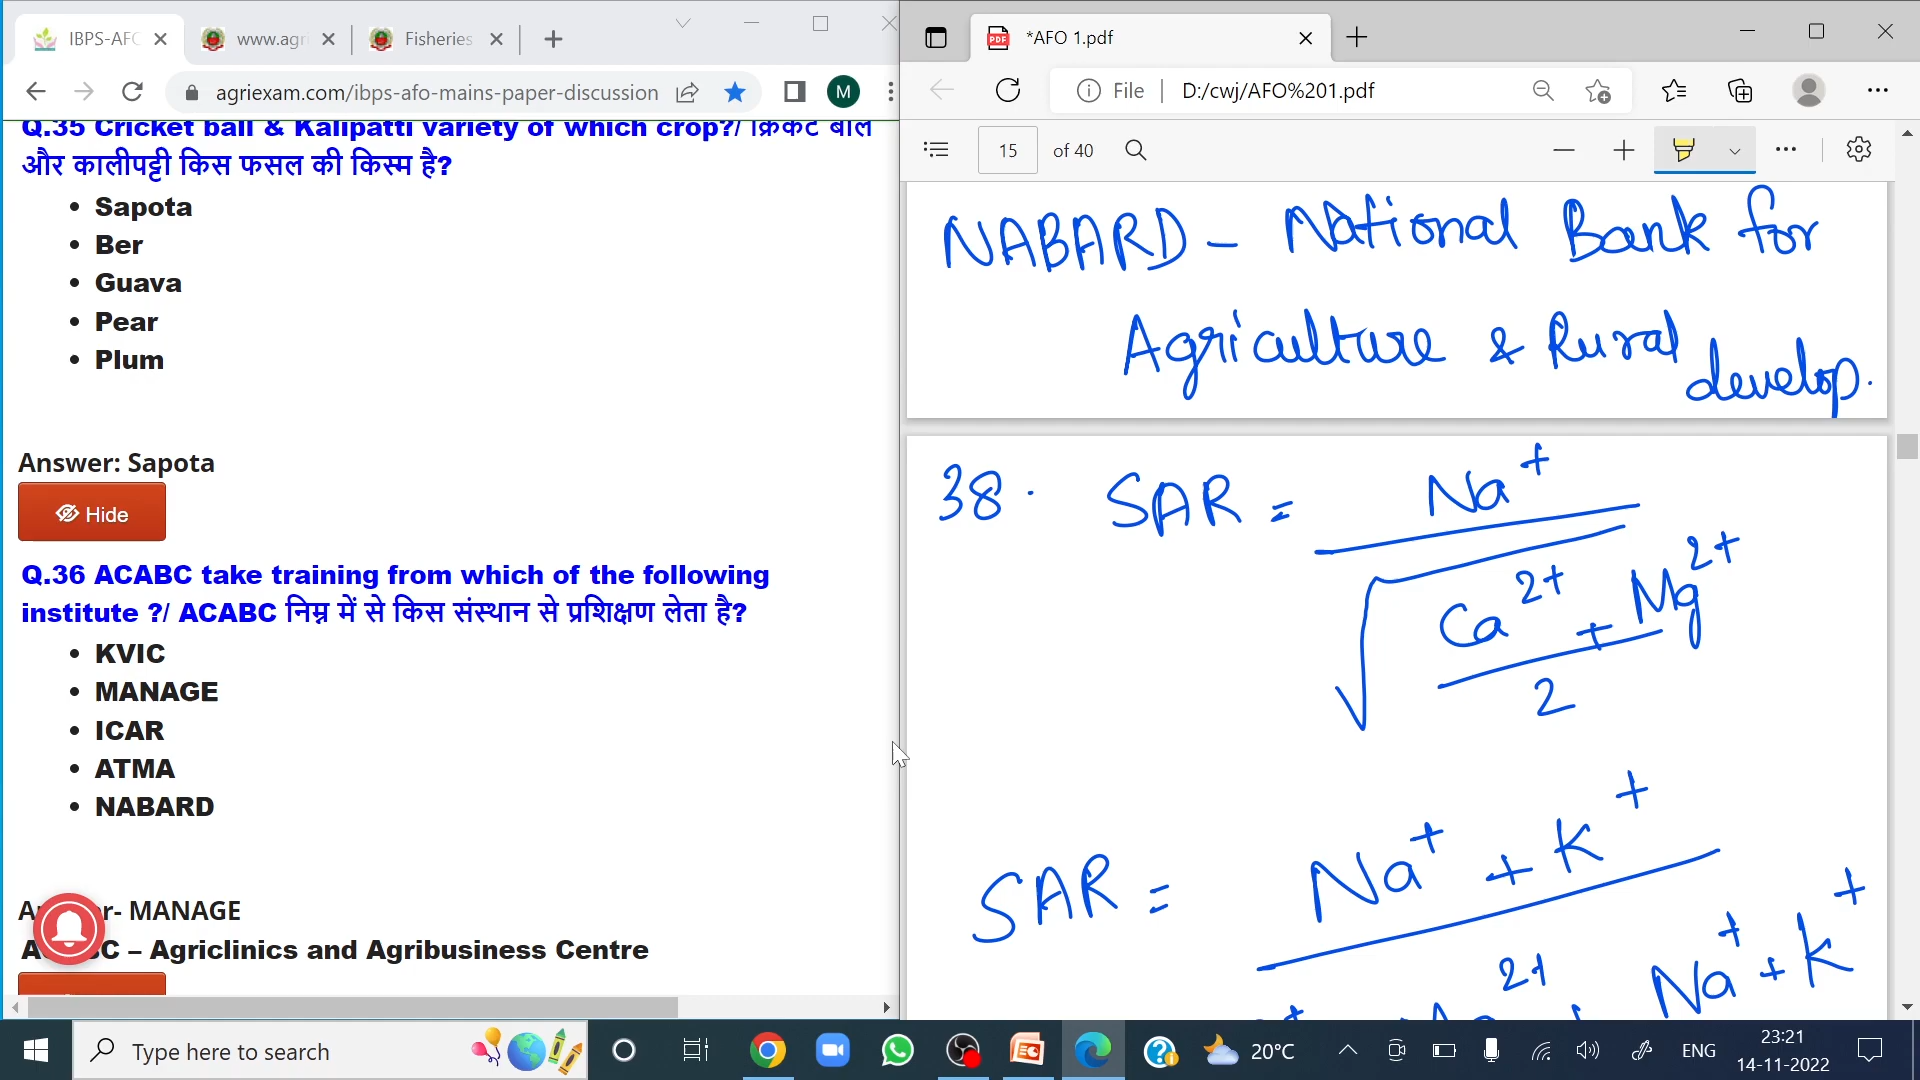 IBPS-AFO
www.agri
Fisheries
agriexam.com/ibps-afo-mains-paper-discussion
M
Q.35 Cricket ball & Kalipatti variety of which crop?/ क्रिकेट बॉल
और कालीपट्टी किस फसल की किस्म है?
Sapota
Ber
Guava
Pear
Plum
Answer: Sapota
Hide
Q.36 ACABC take training from which of the following
institute ?/ ACABC निम्न में से किस संस्थान से प्रशिक्षण लेता है?
KVIC
MANAGE
ICAR
ATMA
NABARD
r- MANAGE
C – Agriclinics and Agribusiness Centre
*AFO 1.pdf
File | D:/cwj/AFO%201.pdf
15 of 40
NABARD - National Bank for
Agriculture & Rural
develop.
38. SAR = Na+
Ca2+ + Mg2+
2
SAR = Na+ + K+
2+ Na+ + K+
Type here to search
20°C
ENG
23:21
14-11-2022